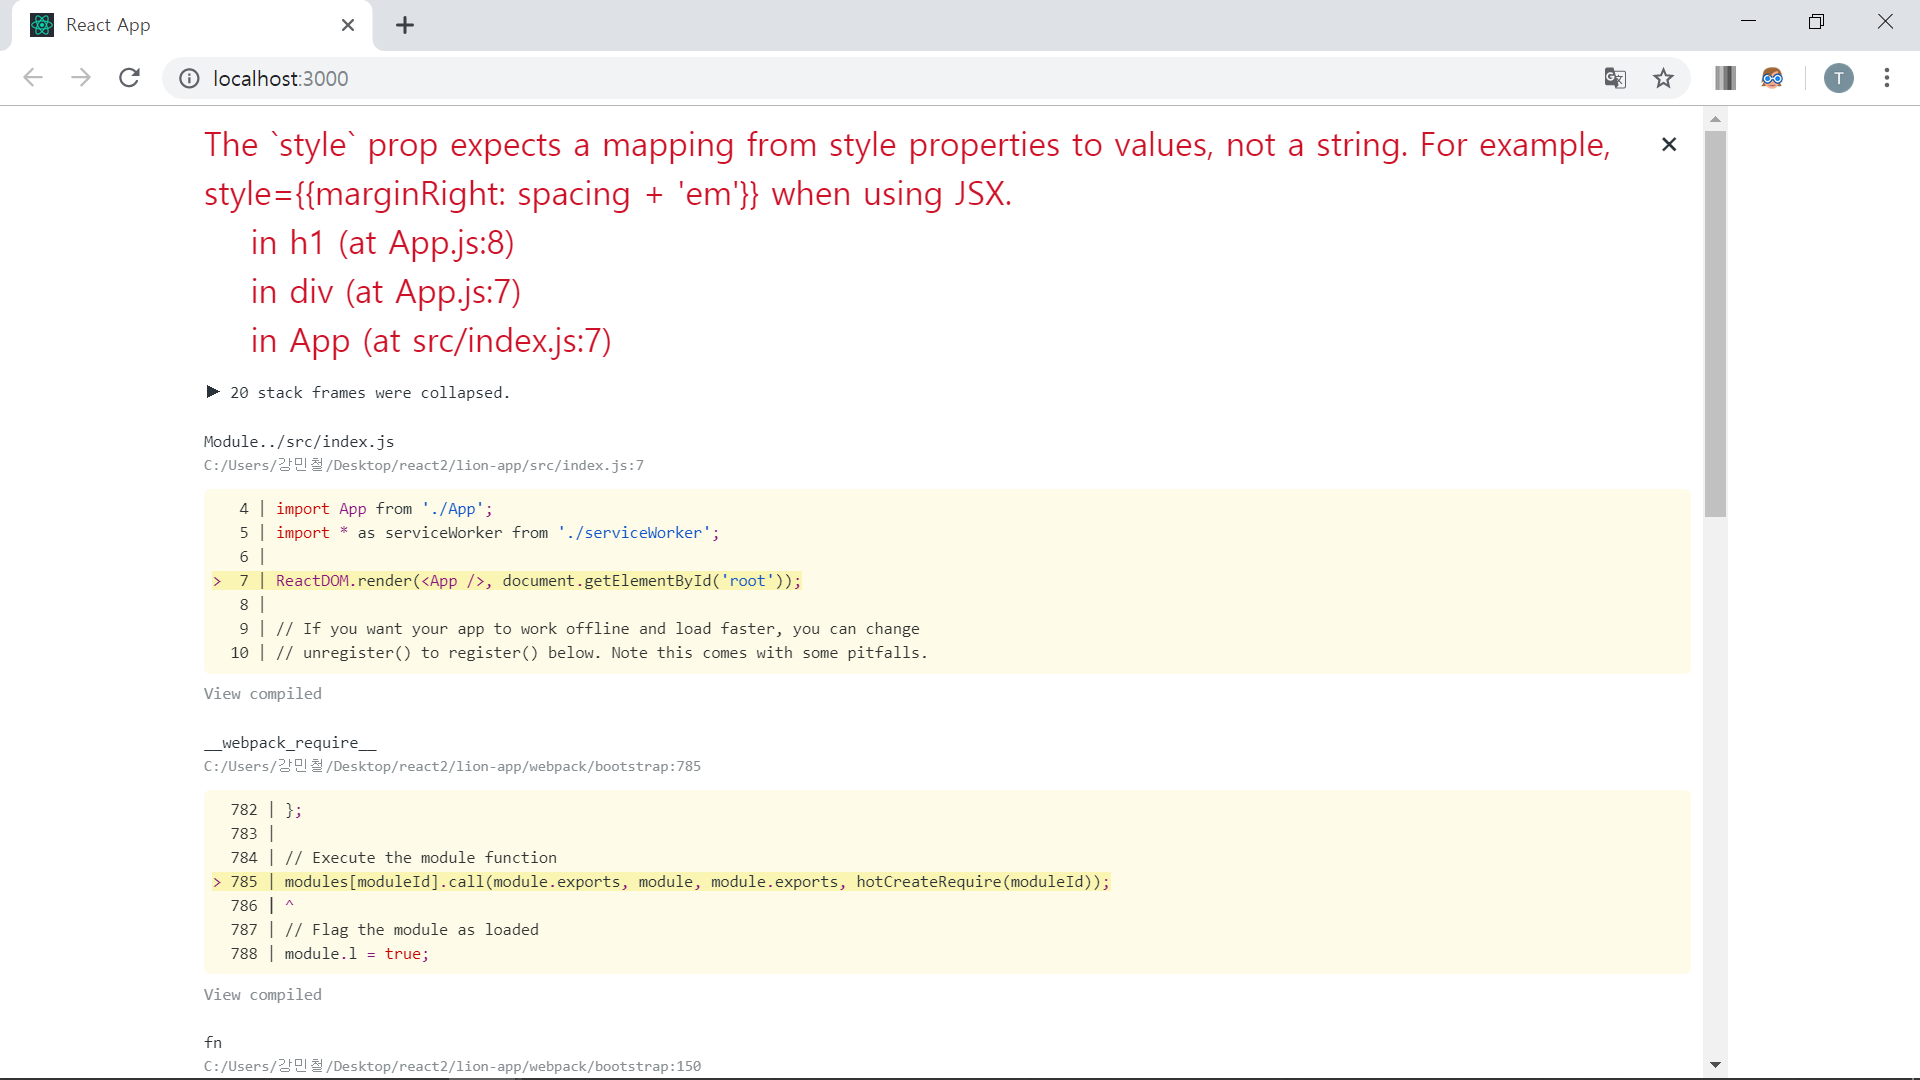 React App
localhost:3000
T
The `style` prop expects a mapping from style properties to values, not a string. For example,
style={{marginRight: spacing + 'em'}} when using JSX.
in h1 (at App.js:8)
in div (at App.js:7)
in App (at src/index.js:7)
▶ 20 stack frames were collapsed.
Module../src/index.js
C:/Users/강민철/Desktop/react2/lion-app/src/index.js:7
4 | import App from './App';
5 | import * as serviceWorker from './serviceWorker';
6 |
> 7 | ReactDOM.render(<App />, document.getElementById('root'));
8 |
9 | // If you want your app to work offline and load faster, you can change
10 | // unregister() to register() below. Note this comes with some pitfalls.
View compiled
__webpack_require__
C:/Users/강민철/Desktop/react2/lion-app/webpack/bootstrap:785
782 | };
783 |
784 | // Execute the module function
> 785 | modules[moduleId].call(module.exports, module, module.exports, hotCreateRequire(moduleId));
786 | ^
787 | // Flag the module as loaded
788 | module.l = true;
View compiled
fn
C:/Users/강민철/Desktop/react2/lion-app/webpack/bootstrap:150